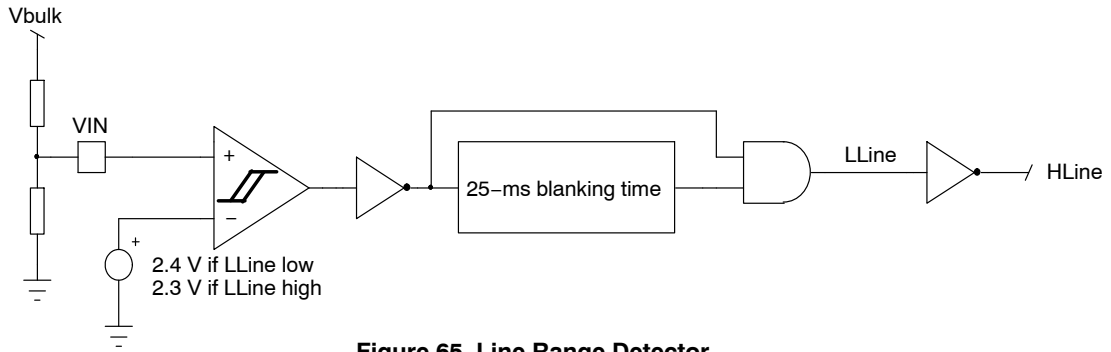 Vbulk
VIN
+
−
+
2.4 V if LLine low
2.3 V if LLine high
25−ms blanking time
LLine
HLine
Figure 65. Line Range Detector